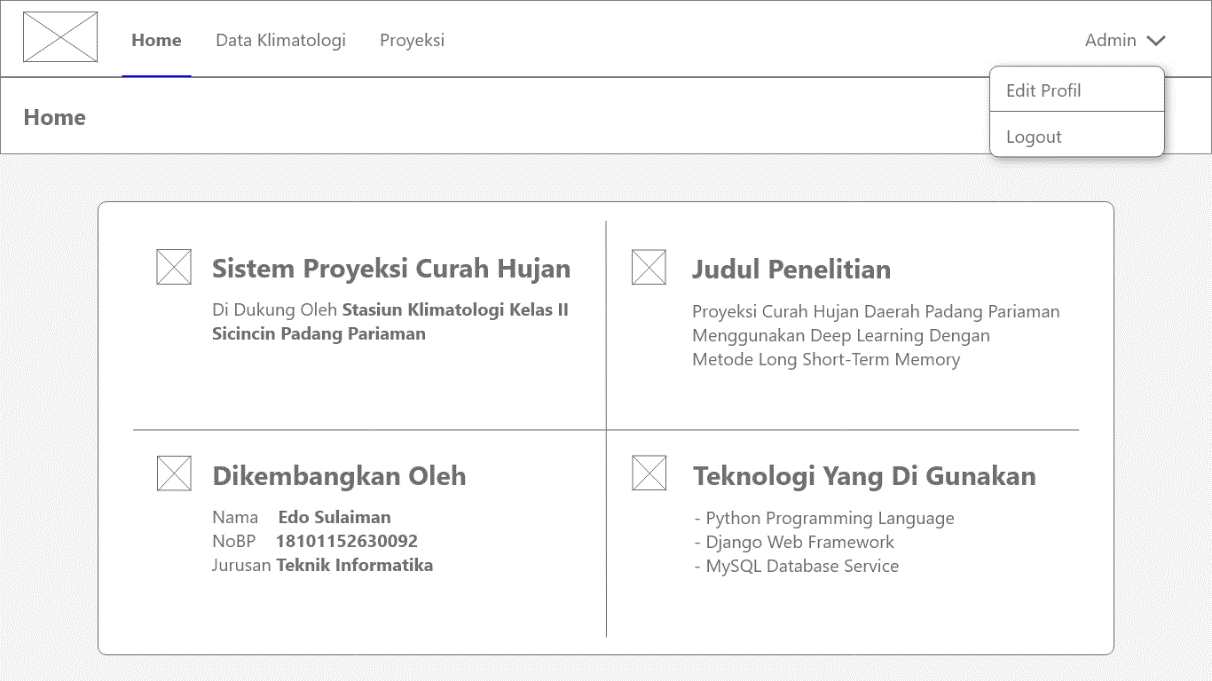 Home Data Klimatologi Proyeksi Admin
Edit Profil
Home
Logout
Sistem Proyeksi Curah Hujan
Di Dukung Oleh Stasiun Klimatologi Kelas II
Sicincin Padang Pariaman
Judul Penelitian
Proyeksi Curah Hujan Daerah Padang Pariaman
Menggunakan Deep Learning Dengan
Metode Long Short-Term Memory
Dikembangkan Oleh
Nama Edo Sulaiman
NoBP 18101152630092
Jurusan Teknik Informatika
Teknologi Yang Di Gunakan
- Python Programming Language
- Django Web Framework
- MySQL Database Service